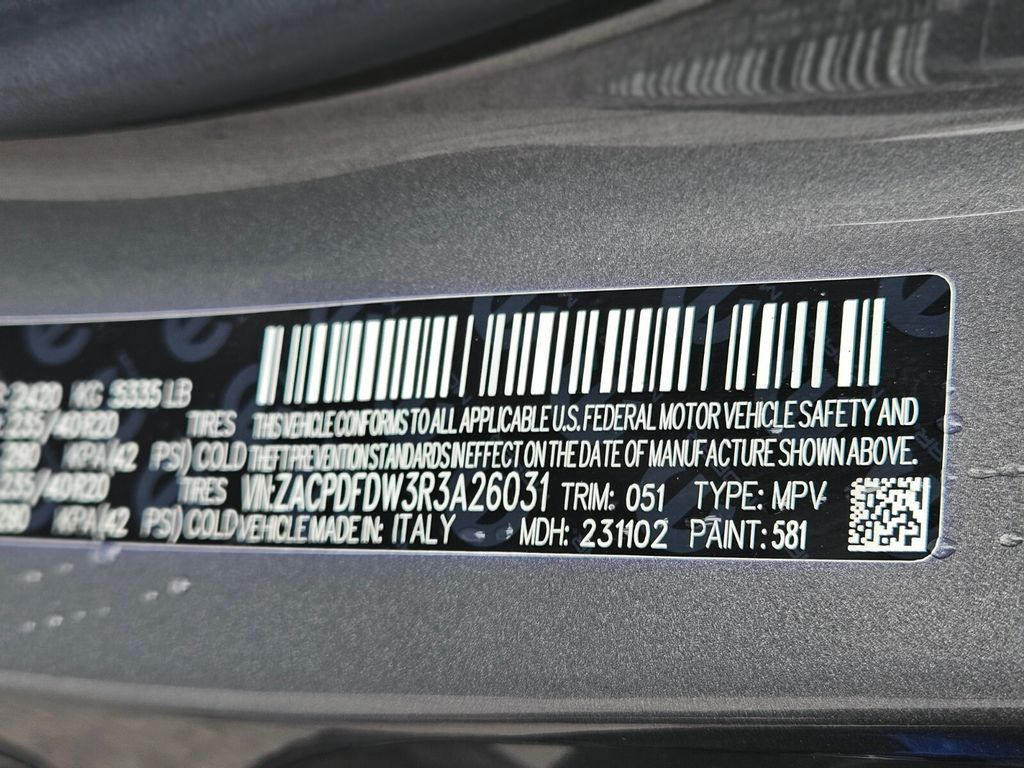 : 2420 KG 5335 LB
235/40R20 TIRES THIS VEHICLE CONFORMS TO ALL APPLICABLE U.S. FEDERAL MOTOR VEHICLE SAFETY AND
290 KPA(42 PSI) COLD THEFT PREVENTION STANDARDS IN EFFECT ON THE DATE OF MANUFACTURE SHOWN ABOVE.
235/40R20 TIRES VIN: ZACPDFDW3R3A26031 TRIM: 051 TYPE: MPV
290 KPA(42 PSI) COLD VEHICLE MADE IN: ITALY MDH: 231102 PAINT: 581